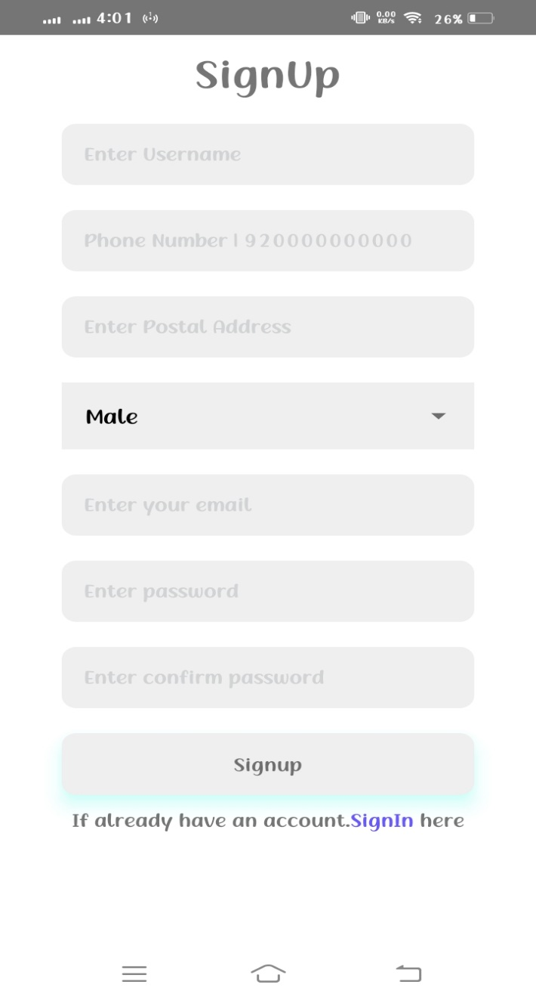 4:01 0.00 KB/s 26%
SignUp
Enter Username
Phone Number | 920000000000
Enter Postal Address
Male
Enter your email
Enter password
Enter confirm password
Signup
If already have an account.SignIn here